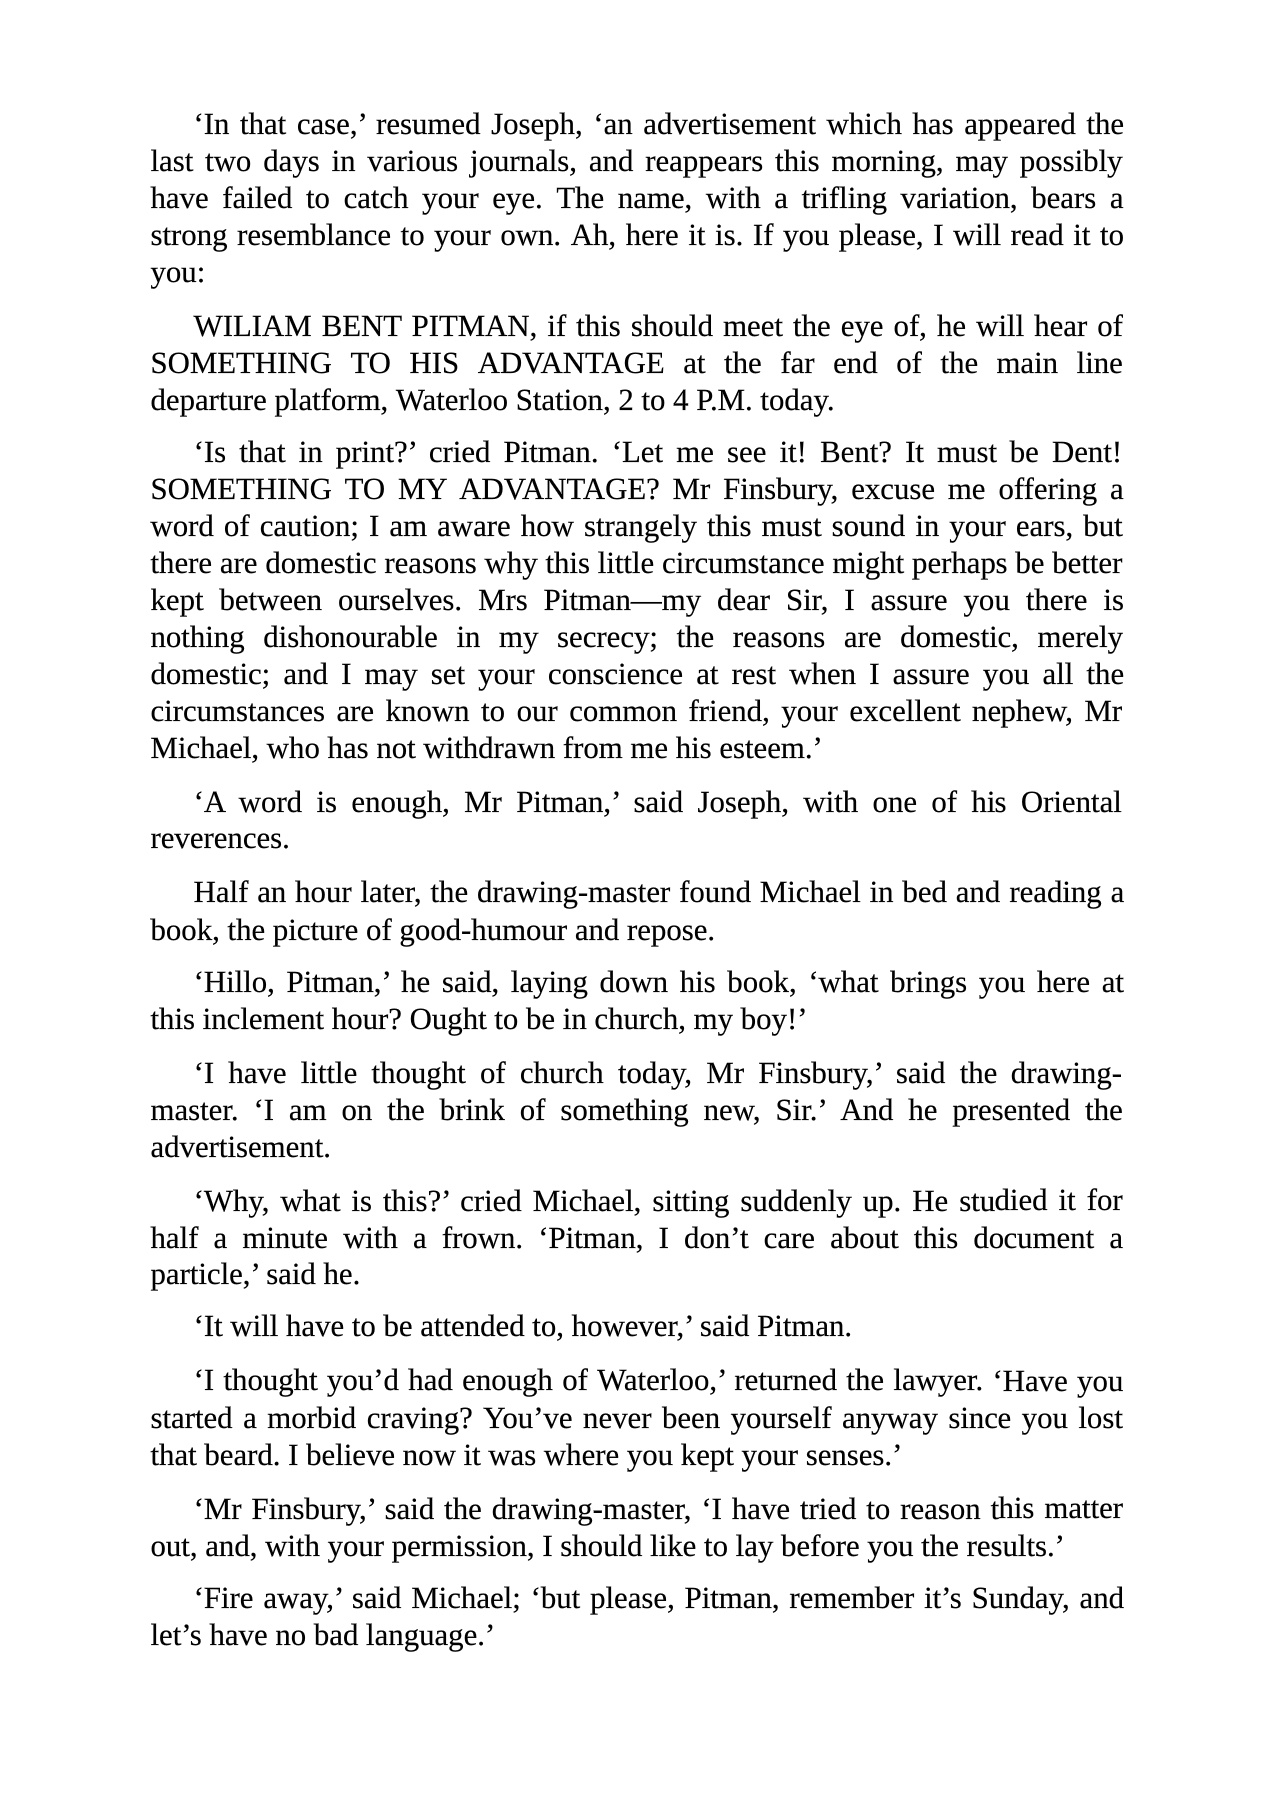 ‘In that case,’ resumed Joseph, ‘an advertisement which has appeared the
last two days in various journals, and reappears this morning, may possibly
have failed to catch your eye. The name, with a trifling variation, bears a
strong resemblance to your own. Ah, here it is. If you please, I will read it to
you:
WILIAM BENT PITMAN, if this should meet the eye of, he will hear of
SOMETHING TO HIS ADVANTAGE at the far end of the main line
departure platform, Waterloo Station, 2 to 4 P.M. today.
‘Is that in print?’ cried Pitman. ‘Let me see it! Bent? It must be Dent!
SOMETHING TO MY ADVANTAGE? Mr Finsbury, excuse me offering a
word of caution; I am aware how strangely this must sound in your ears, but
there are domestic reasons why this little circumstance might perhaps be better
kept between ourselves. Mrs Pitman—my dear Sir, I assure you there is
nothing dishonourable in my secrecy; the reasons are domestic, merely
domestic; and I may set your conscience at rest when I assure you all the
circumstances are known to our common friend, your excellent nephew, Mr
Michael, who has not withdrawn from me his esteem.’
‘A word is enough, Mr Pitman,’ said Joseph, with one of his Oriental
reverences.
Half an hour later, the drawing-master found Michael in bed and reading a
book, the picture of good-humour and repose.
‘Hillo, Pitman,’ he said, laying down his book, ‘what brings you here at
this inclement hour? Ought to be in church, my boy!’
‘I have little thought of church today, Mr Finsbury,’ said the drawing-
master. ‘I am on the brink of something new, Sir.’ And he presented the
advertisement.
‘Why, what is this?’ cried Michael, sitting suddenly up. He studied it for
half a minute with a frown. ‘Pitman, I don’t care about this document a
particle,’ said he.
‘It will have to be attended to, however,’ said Pitman.
‘I thought you’d had enough of Waterloo,’ returned the lawyer. ‘Have you
started a morbid craving? You’ve never been yourself anyway since you lost
that beard. I believe now it was where you kept your senses.’
‘Mr Finsbury,’ said the drawing-master, ‘I have tried to reason this matter
out, and, with your permission, I should like to lay before you the results.’
‘Fire away,’ said Michael; ‘but please, Pitman, remember it’s Sunday, and
let’s have no bad language.’